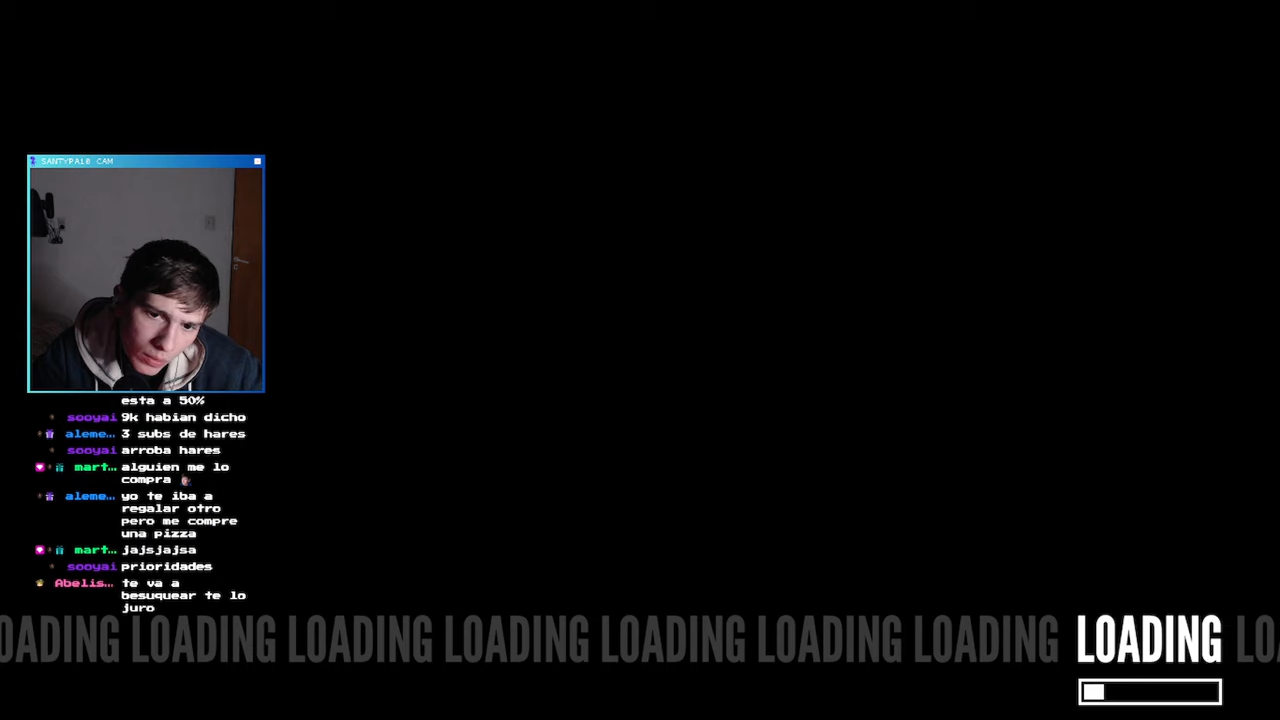 SANTYPA10 CAM
esta a 50%
sooyai 9k habian dicho
aleme… 3 subs de hares
sooyai arroba hares
mart… alguien me lo
compra
aleme… yo te iba a
regalar otro
pero me compre
una pizza
mart… jajsjajsa
sooyai prioridades
Abelis… te va a
besuquear te lo
juro
OADING LOADING LOADING LOADING LOADING LOADING LOADING LOADING LO